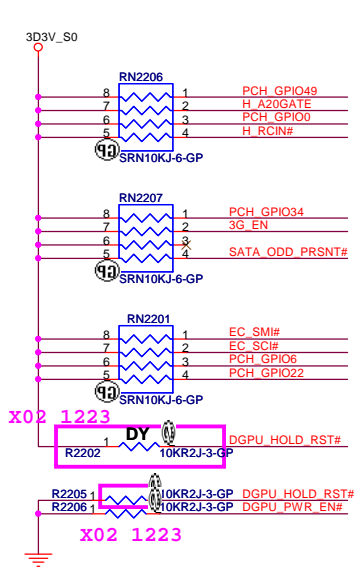 3D3V_S0
RN2206
8 1 PCH_GPIO49
7 2 H_A20GATE
6 3 PCH_GPIO0
5 4 H_RCIN#
SRN10KJ-6-GP
RN2207
8 1 PCH_GPIO34
7 2 3G_EN
6 3
5 4 SATA_ODD_PRSNT#
SRN10KJ-6-GP
RN2201
8 1 EC_SMI#
7 2 EC_SCI#
6 3 PCH_GPIO6
5 4 PCH_GPIO22
SRN10KJ-6-GP
X02 1223
DY
1 DGPU_HOLD_RST#
R2202 10KR2J-3-GP
R2205 1 10KR2J-3-GP DGPU_HOLD_RST#
R2206 1 10KR2J-3-GP DGPU_PWR_EN#
X02 1223